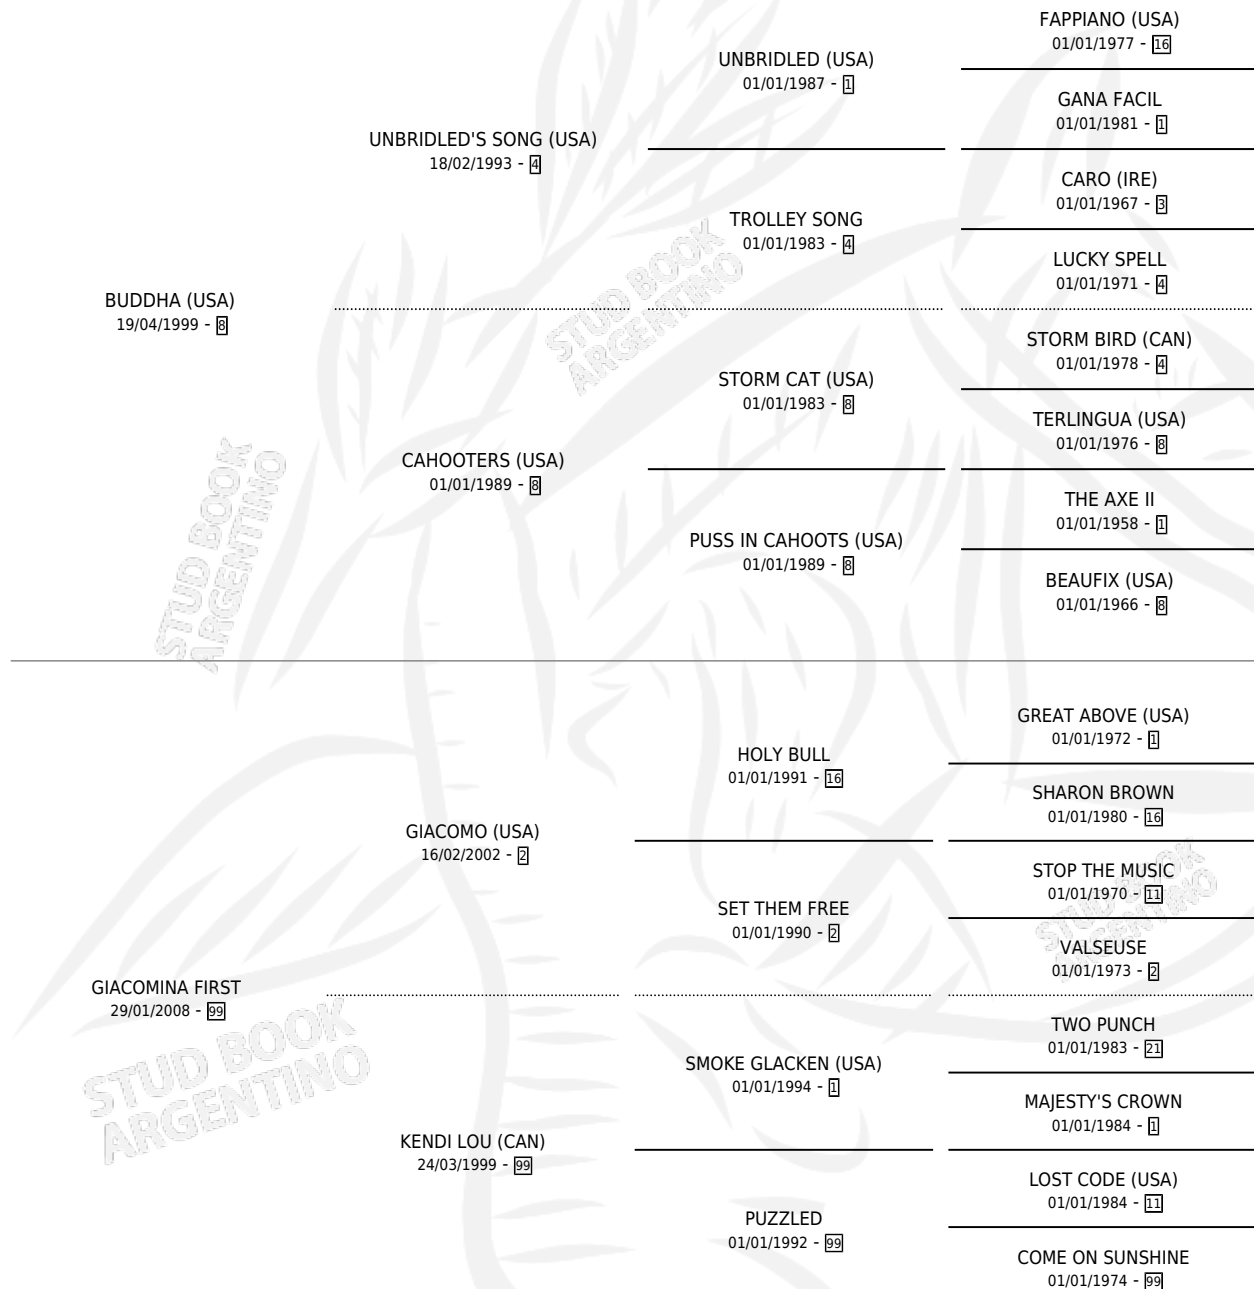 FAPPIANO (USA)
01/01/1977 - 16
UNBRIDLED (USA)
01/01/1987 - 1
GANA FACIL
01/01/1981 - 1
UNBRIDLED'S SONG (USA)
18/02/1993 - 4
CARO (IRE)
01/01/1967 - 3
TROLLEY SONG
01/01/1983 - 4
LUCKY SPELL
01/01/1971 - 4
BUDDHA (USA)
19/04/1999 - 8
STORM BIRD (CAN)
01/01/1978 - 4
STORM CAT (USA)
01/01/1983 - 8
TERLINGUA (USA)
01/01/1976 - 8
CAHOOTERS (USA)
01/01/1989 - 8
THE AXE II
01/01/1958 - 1
PUSS IN CAHOOTS (USA)
01/01/1989 - 8
BEAUFIX (USA)
01/01/1966 - 8
GREAT ABOVE (USA)
01/01/1972 - 1
HOLY BULL
01/01/1991 - 16
SHARON BROWN
01/01/1980 - 16
GIACOMO (USA)
16/02/2002 - 2
STOP THE MUSIC
01/01/1970 - 11
SET THEM FREE
01/01/1990 - 2
VALSEUSE
01/01/1973 - 2
GIACOMINA FIRST
29/01/2008 - 99
TWO PUNCH
01/01/1983 - 21
SMOKE GLACKEN (USA)
01/01/1994 - 1
MAJESTY'S CROWN
01/01/1984 - 1
KENDI LOU (CAN)
24/03/1999 - 99
LOST CODE (USA)
01/01/1984 - 11
PUZZLED
01/01/1992 - 99
COME ON SUNSHINE
01/01/1974 - 99
STUD BOOK
ARGENTINO
STUD BOOK
ARGENTINO
STUD BOOK
ARGENTINO
STUD BOOK
ARGENTINO